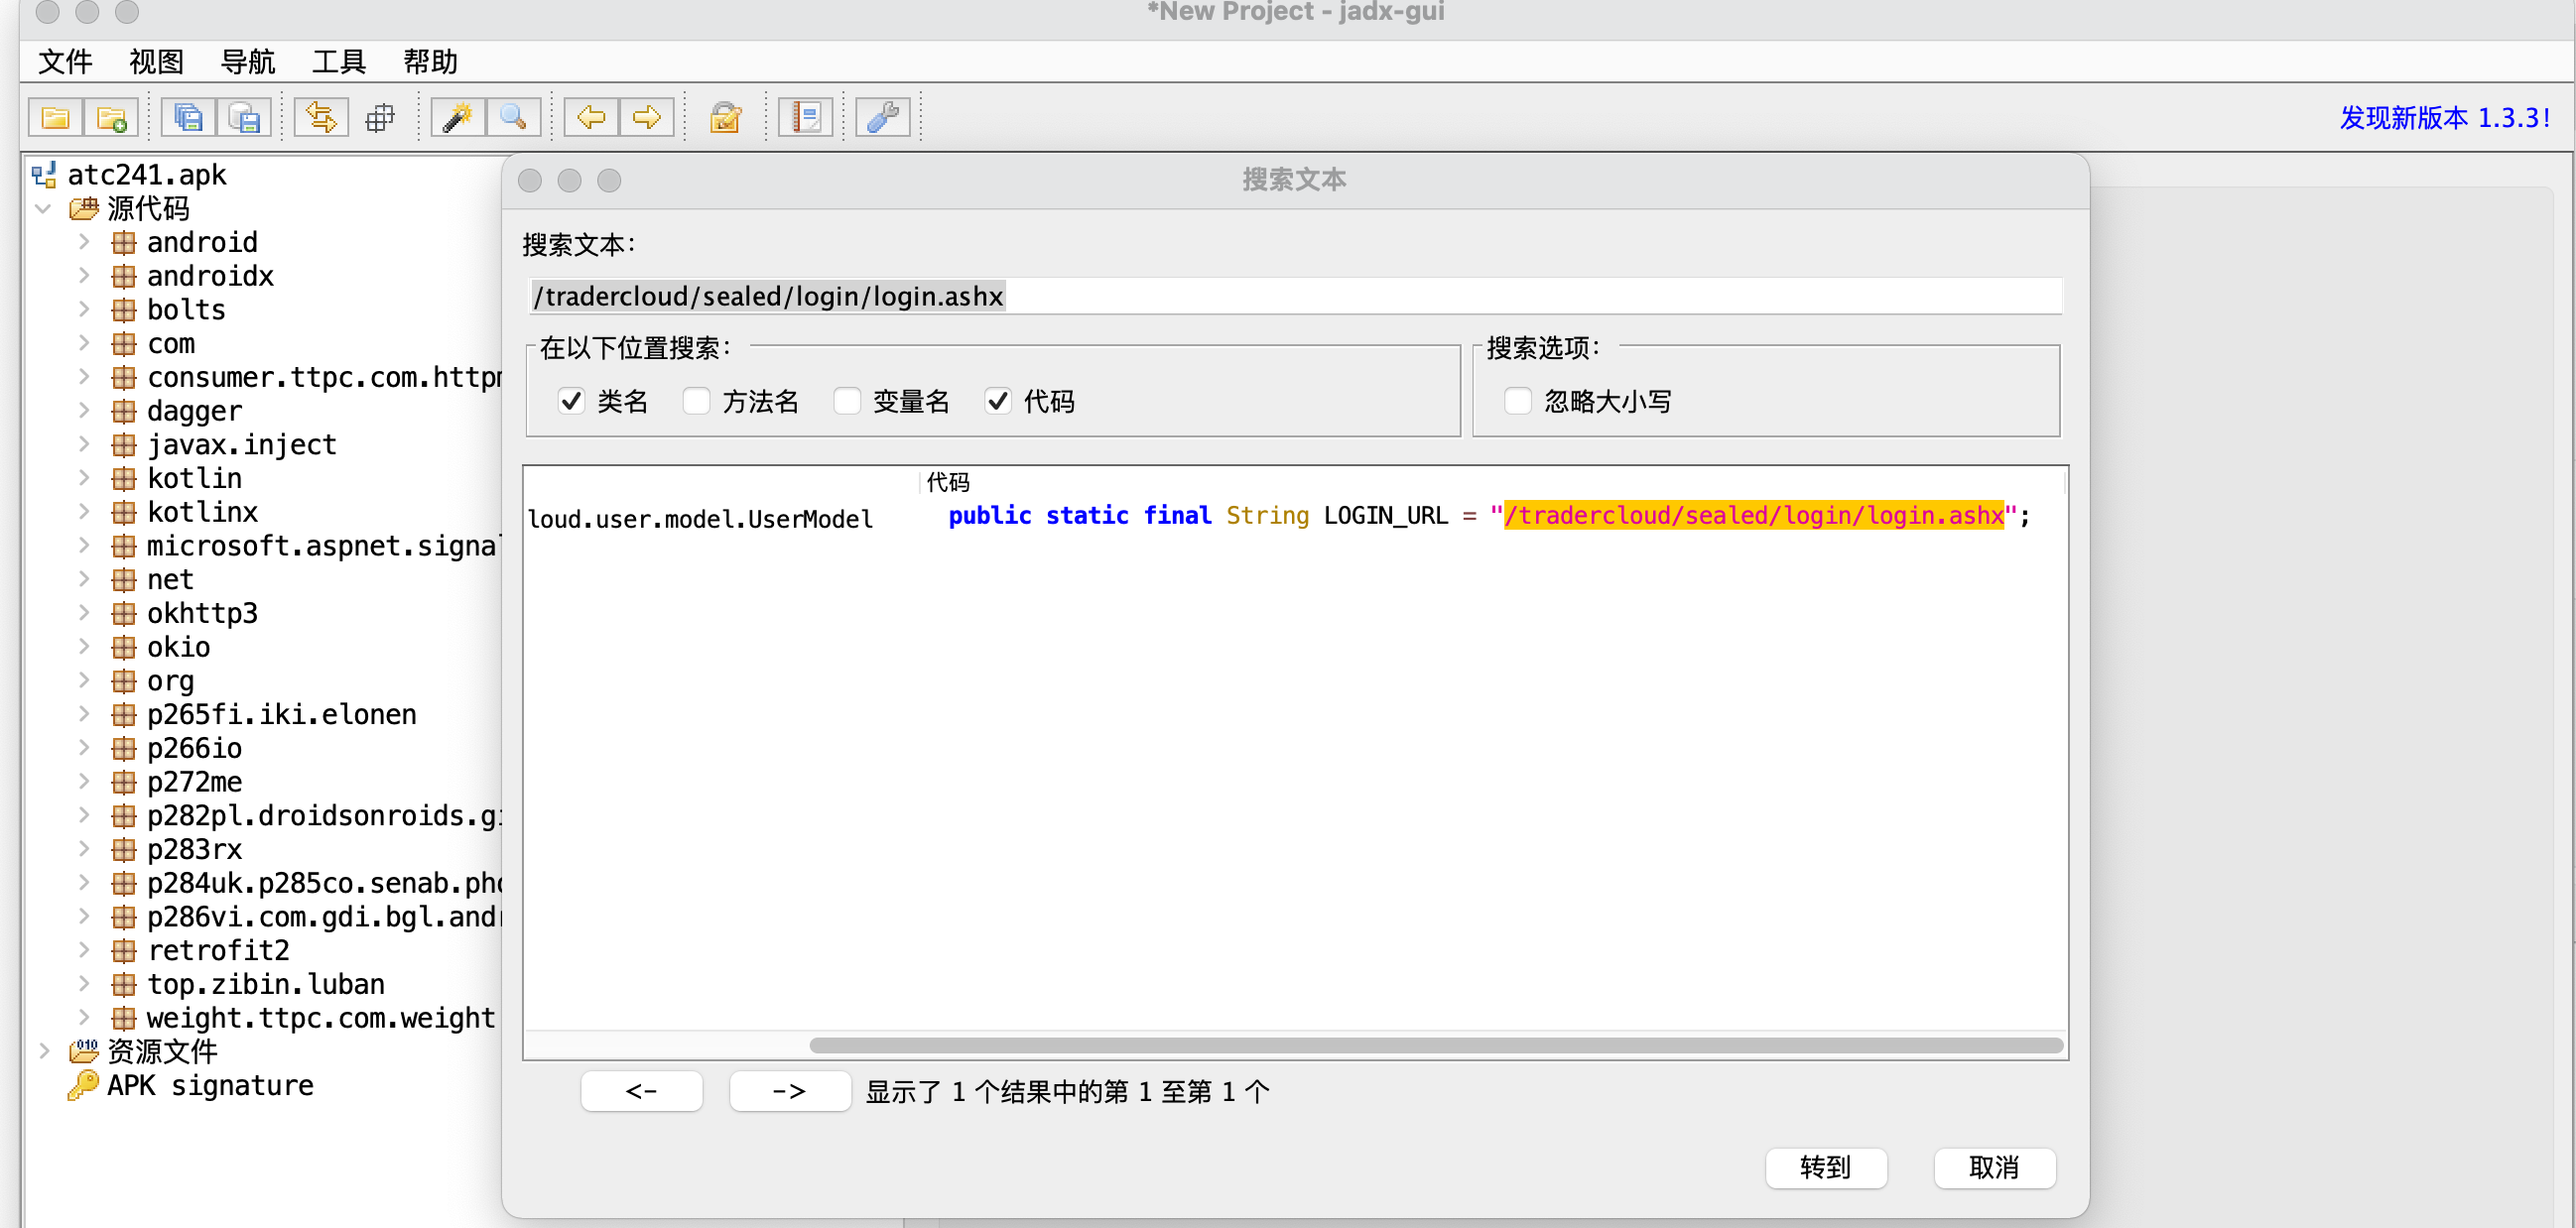 *New Project - jadx-gui
文件 视图 导航 工具 帮助
发现新版本 1.3.3!
atc241.apk
源代码
android
androidx
bolts
com
consumer.ttpc.com.http
dagger
javax.inject
kotlin
kotlinx
microsoft.aspnet.signa
net
okhttp3
okio
org
p265fi.iki.elonen
p266io
p272me
p282pl.droidsonroids.g
p283rx
p284uk.p285co.senab.ph
p286vi.com.gdi.bgl.and
retrofit2
top.zibin.luban
weight.ttpc.com.weight
资源文件
APK signature
搜索文本
搜索文本：
/tradercloud/sealed/login/login.ashx
在以下位置搜索：
类名 方法名 变量名 代码
搜索选项：
忽略大小写
代码
loud.user.model.UserModel public static final String LOGIN_URL = "/tradercloud/sealed/login/login.ashx";
<- -> 显示了 1 个结果中的第 1 至第 1 个
转到 取消